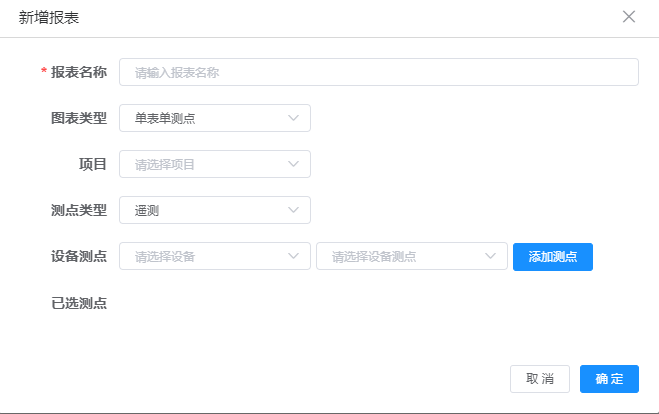 新增报表
* 报表名称 请输入报表名称
图表类型 单表单测点
项目 请选择项目
测点类型 遥测
设备测点 请选择设备 请选择设备测点 添加测点
已选测点
取 消 确 定